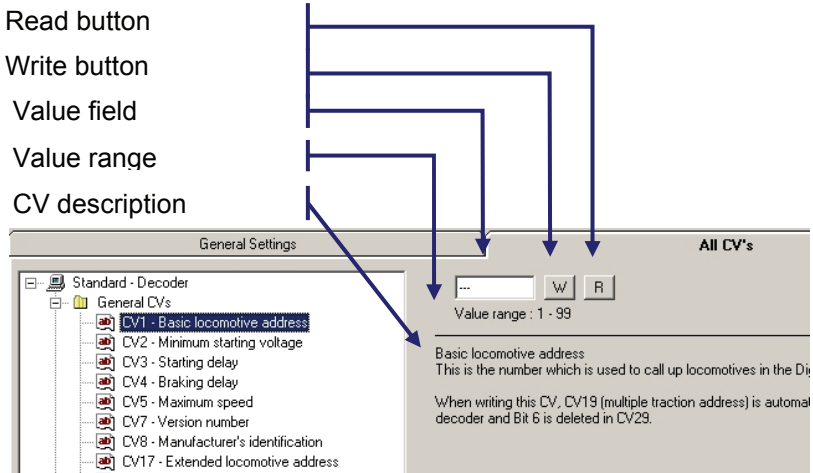 Read button
Write button
Value field
Value range
CV description
General Settings
All CV's
Standard - Decoder
General CVs
CV1 - Basic locomotive address
CV2 - Minimum starting voltage
CV3 - Starting delay
CV4 - Braking delay
CV5 - Maximum speed
CV7 - Version number
CV8 - Manufacturer's identification
CV17 - Extended locomotive address
--- W R
Value range : 1 - 99
Basic locomotive address
This is the number which is used to call up locomotives in the
When writing this CV, CV19 (multiple traction address) is
decoder and Bit 6 is deleted in CV29.